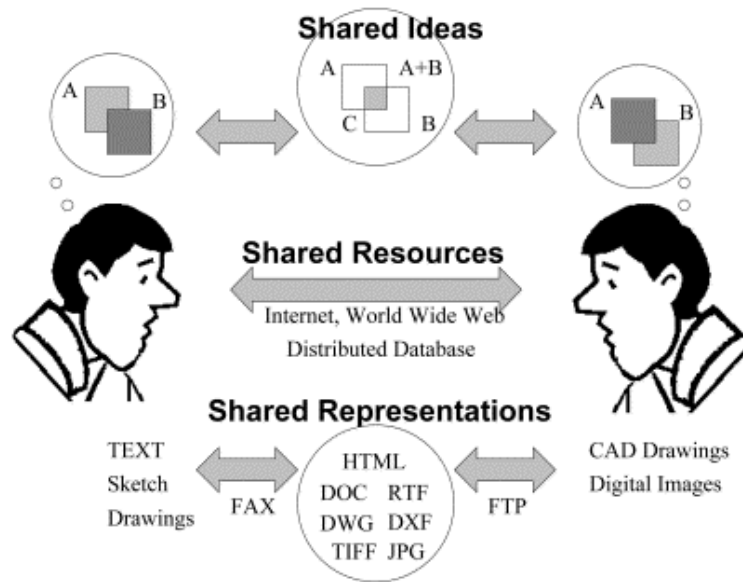 Shared Ideas
A A+B
C B
A B
A B
Shared Resources
Internet, World Wide Web
Distributed Database
Shared Representations
TEXT
Sketch
Drawings
FAX
HTML
DOC RTF
DWG DXF
TIFF JPG
FTP
CAD Drawings
Digital Images